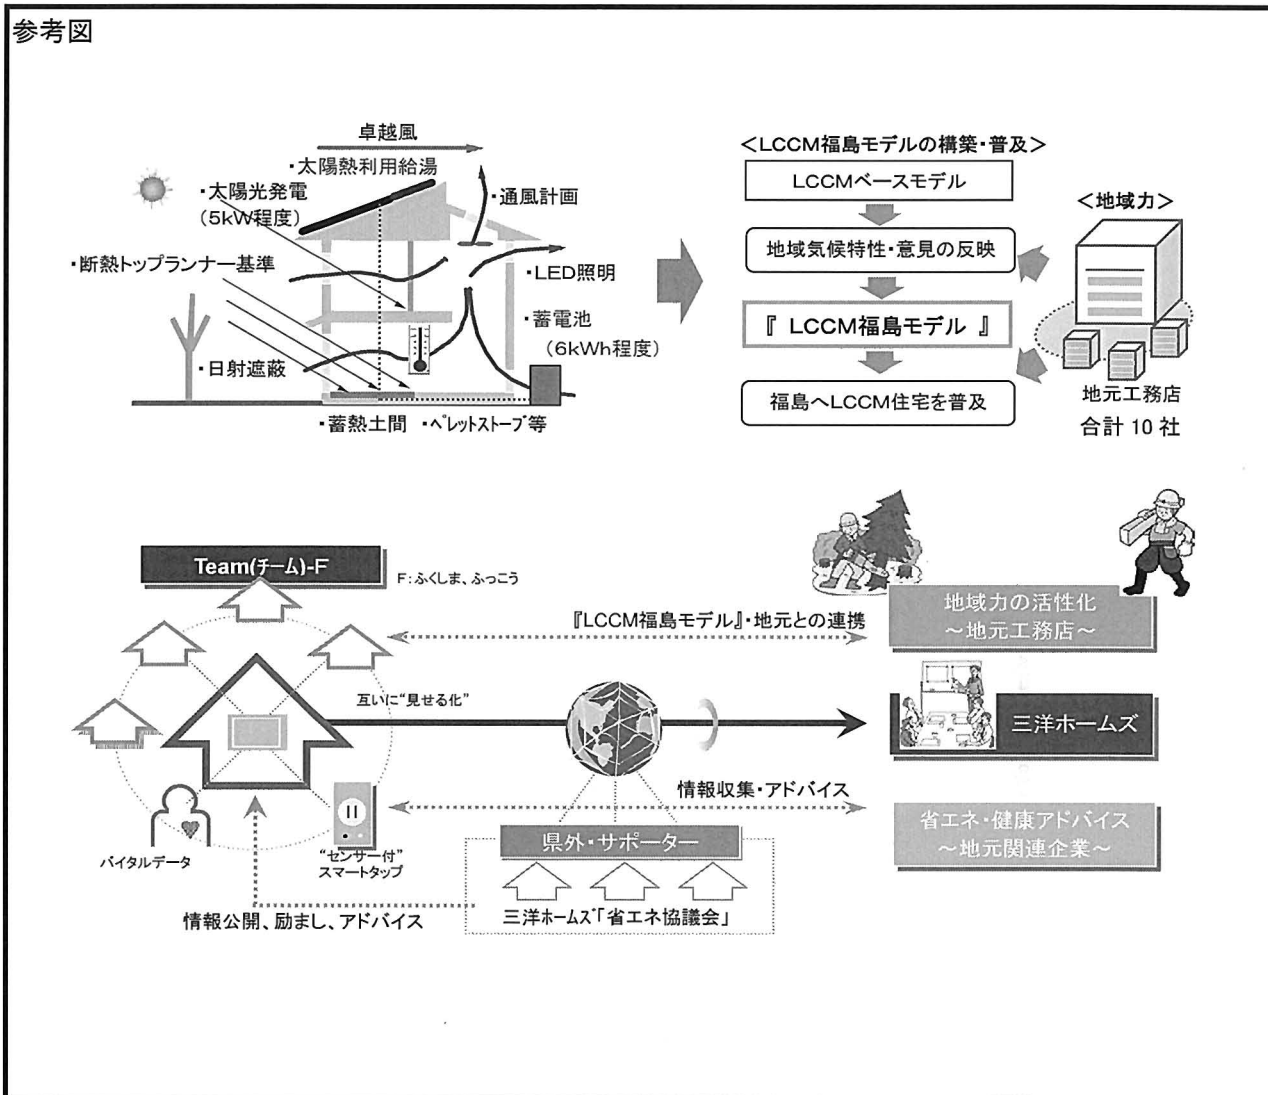 参考図
卓越風
・太陽熱利用給湯
・太陽光発電
(5kW程度)
・通風計画
・断熱トップランナー基準
・LED照明
・蓄電池
(6kWh程度)
・日射遮蔽
・蓄熱土間 ・ペレットストーブ等
＜LCCM福島モデルの構築・普及＞
LCCMベースモデル
地域気候特性・意見の反映
『 LCCM福島モデル 』
福島へLCCM住宅を普及
＜地域力＞
地元工務店
合計 10 社
Team(チーム)-F
F：ふくしま、ふっこう
『LCCM福島モデル』・地元との連携
地域力の活性化
～地元工務店～
互いに“見せる化”
三洋ホームズ
情報収集・アドバイス
省エネ・健康アドバイス
～地元関連企業～
バイタルデータ
“センサー付”
スマートタップ
県外・サポーター
三洋ホームズ「省エネ協議会」
情報公開、励まし、アドバイス